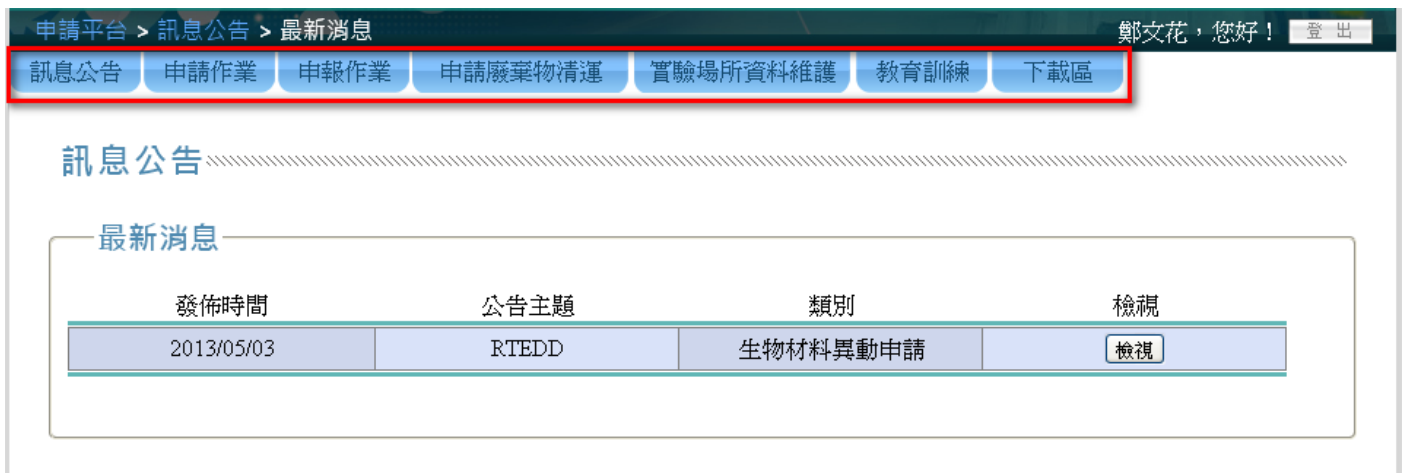 申請平台 > 訊息公告 > 最新消息 鄭文花，您好！ 登 出
訊息公告 申請作業 申報作業 申請廢棄物清運 實驗場所資料維護 教育訓練 下載區
訊息公告
最新消息
發佈時間 公告主題 類別 檢視
2013/05/03 RTEDD 生物材料異動申請 檢視